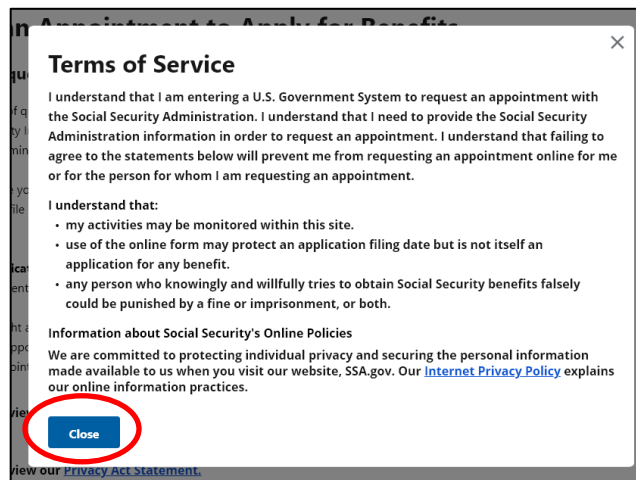 an Appointment to Apply for Benefits
Terms of Service
I understand that I am entering a U.S. Government System to request an appointment with
the Social Security Administration. I understand that I need to provide the Social Security
Administration information in order to request an appointment. I understand that failing to
agree to the statements below will prevent me from requesting an appointment online for me
or for the person for whom I am requesting an appointment.
I understand that:
• my activities may be monitored within this site.
• use of the online form may protect an application filing date but is not itself an
application for any benefit.
• any person who knowingly and willfully tries to obtain Social Security benefits falsely
could be punished by a fine or imprisonment, or both.
Information about Social Security's Online Policies
We are committed to protecting individual privacy and securing the personal information
made available to us when you visit our website, SSA.gov. Our Internet Privacy Policy explains
our online information practices.
Close
view our Privacy Act Statement.